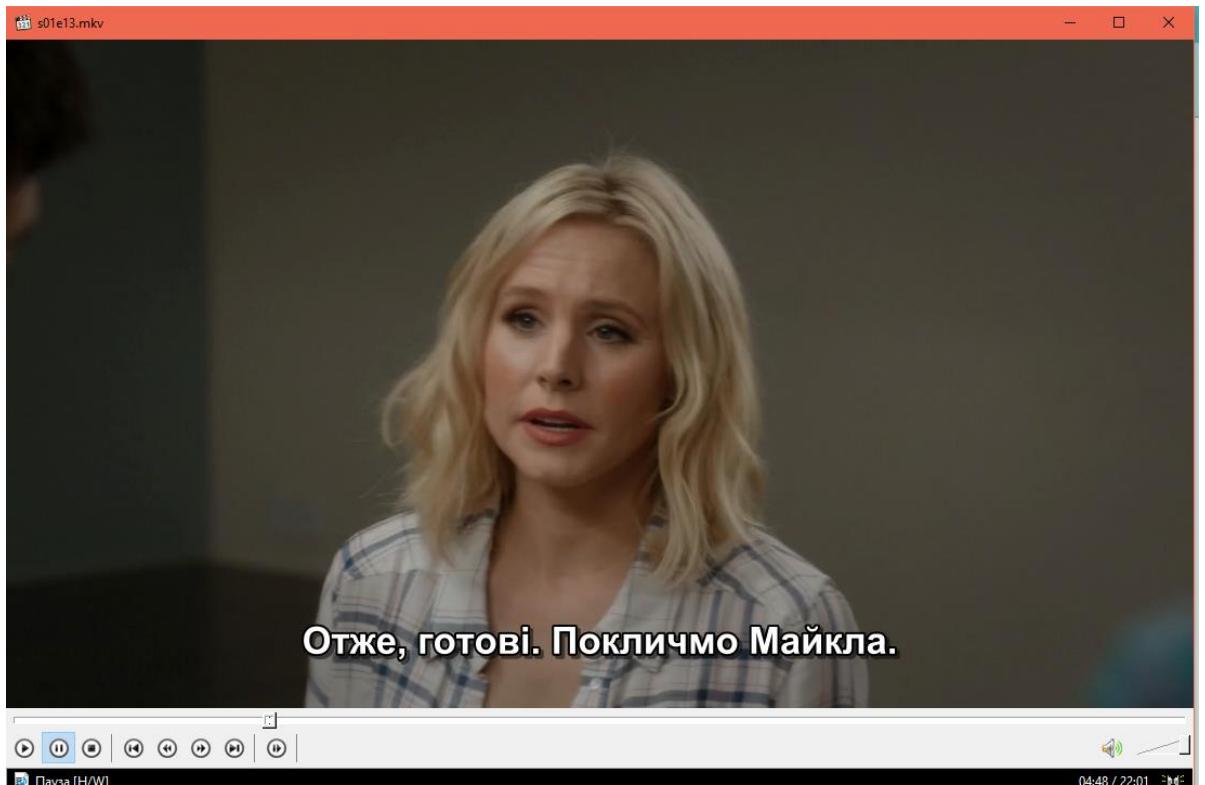 s01e13.mkv
Отже, готові. Покличмо Майкла.
Пауза [H/W]
04:48 / 22:01